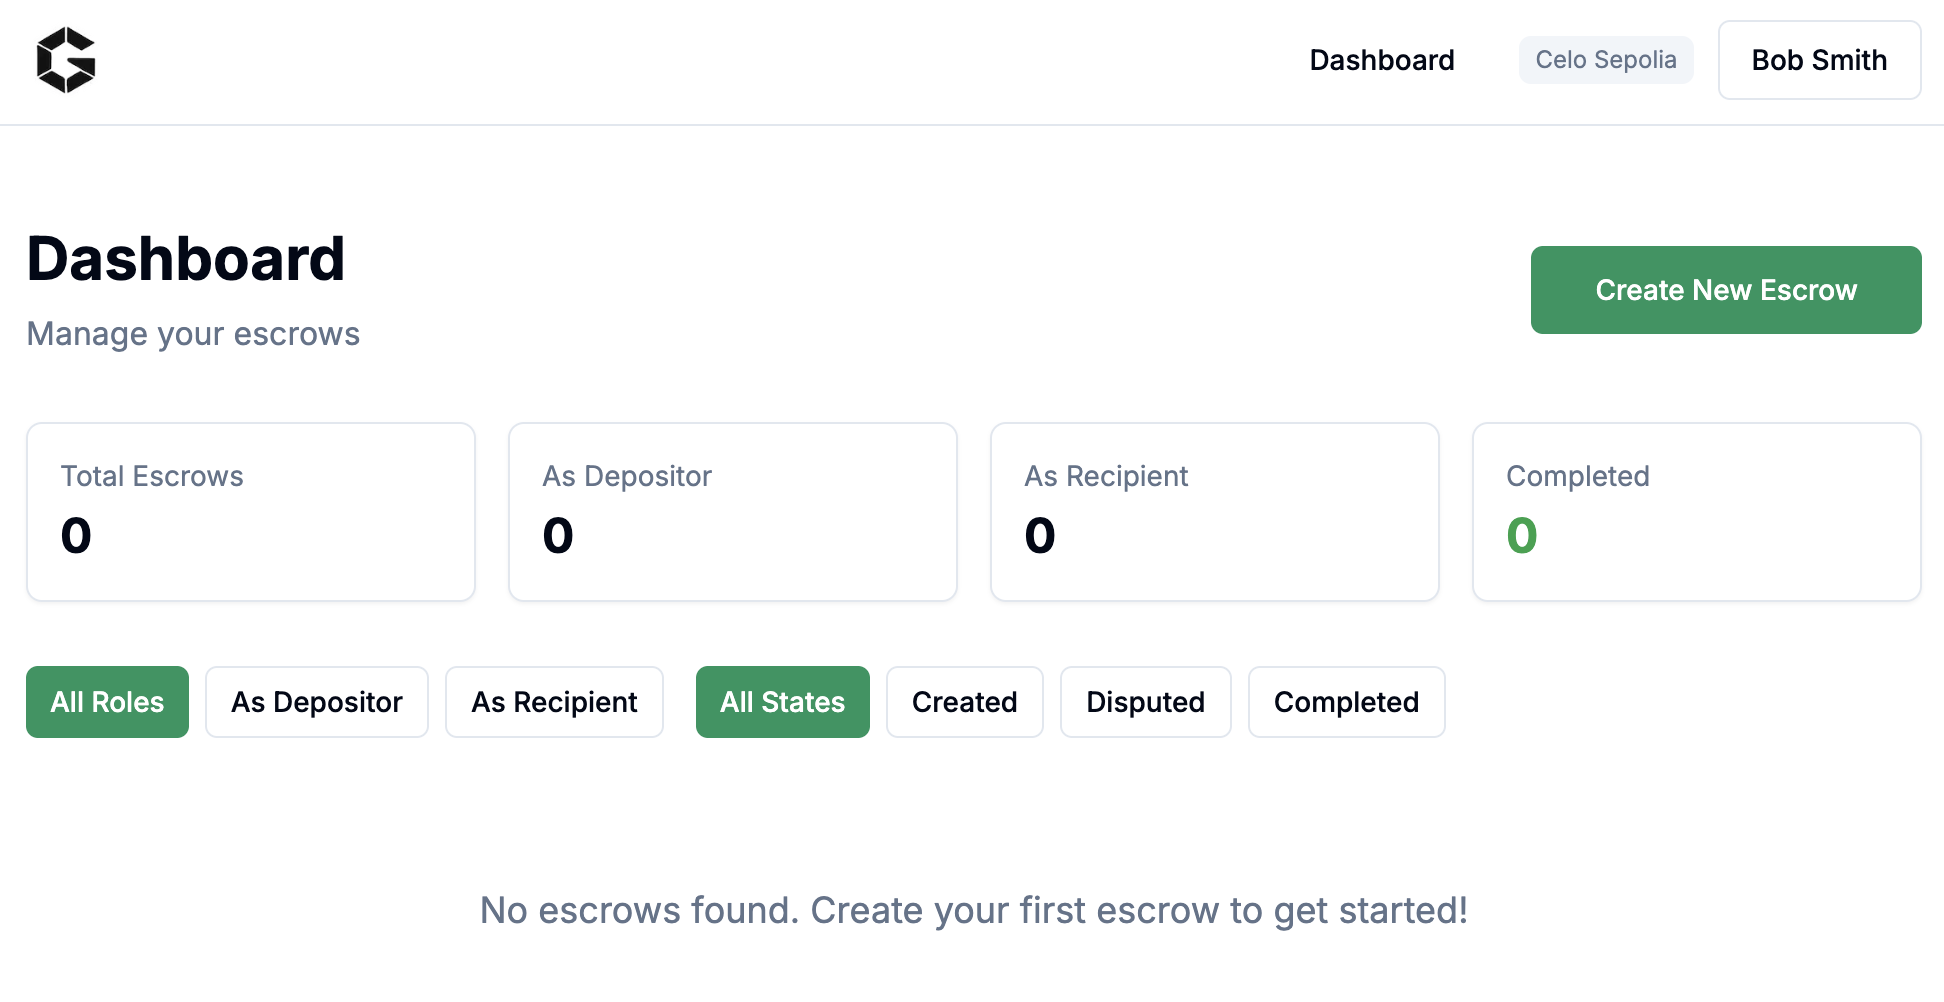 Dashboard Celo Sepolia Bob Smith
Dashboard
Manage your escrows
Create New Escrow
Total Escrows As Depositor As Recipient Completed
0 0 0 0
All Roles As Depositor As Recipient All States Created Disputed Completed
No escrows found. Create your first escrow to get started!